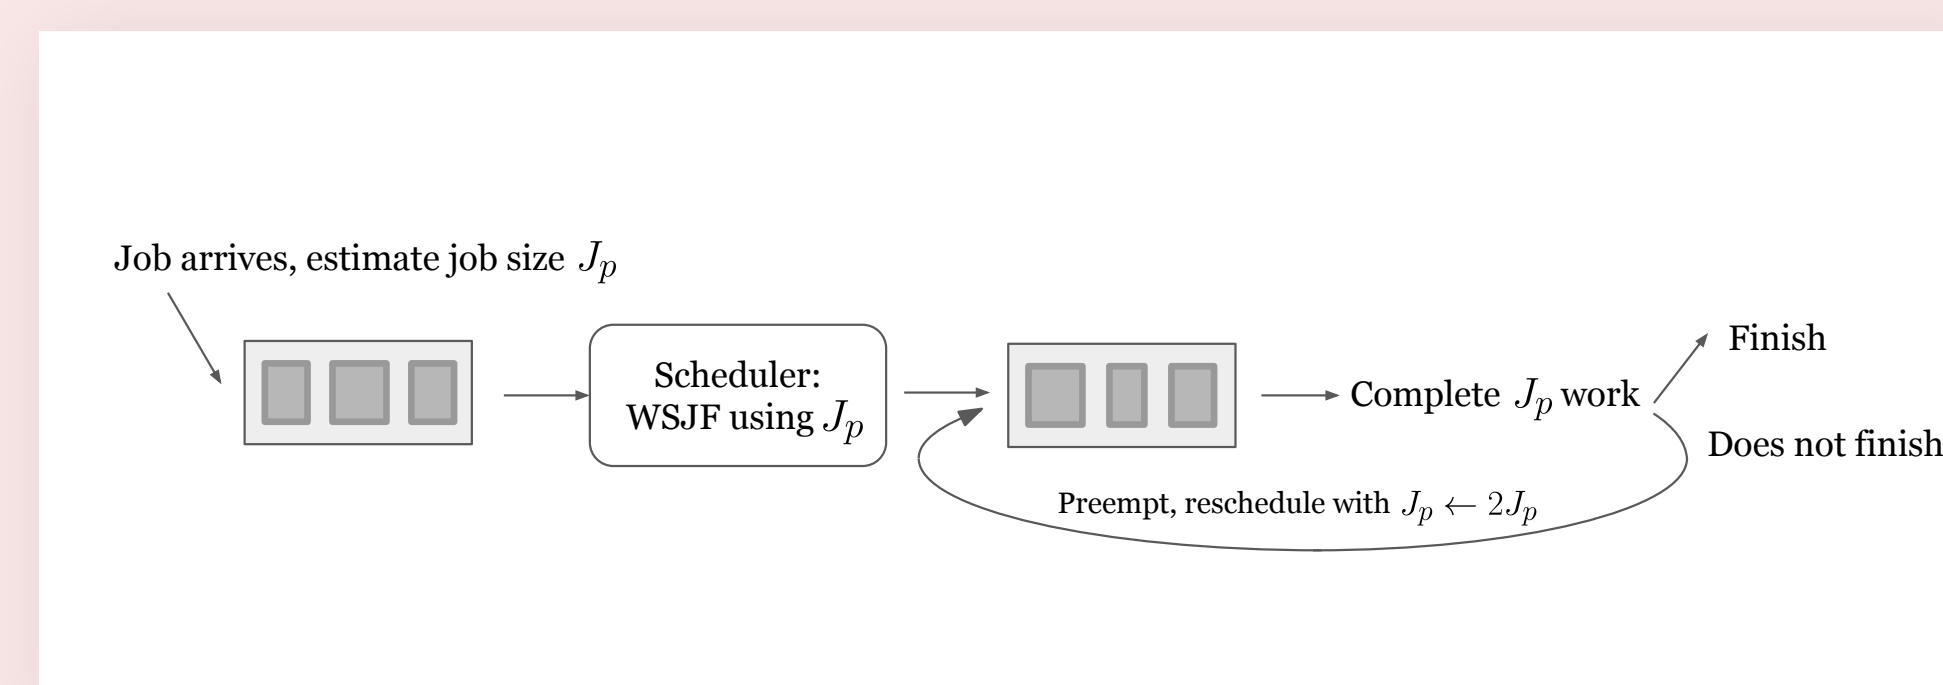 Job arrives, estimate job size J_p
Scheduler:
WSJF using J_p
Complete J_p work
Finish
Does not finish
Preempt, reschedule with J_p ← 2J_p